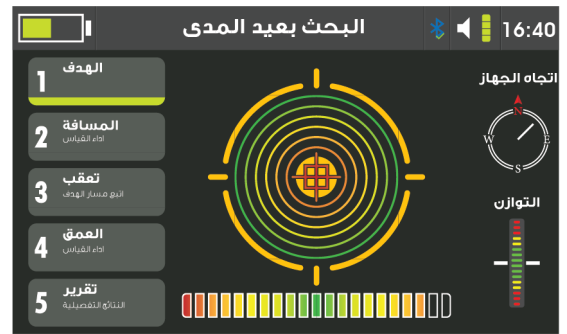 البحث بعيد المدى
16:40
1
الهدف
2
المسافة
اداء القياس
3
تعقب
اتبع مسار الهدف
4
العمق
اداء القياس
5
تقرير
النتائج التفصيلية
اتجاه الجهاز
N
W
E
S
التوازن